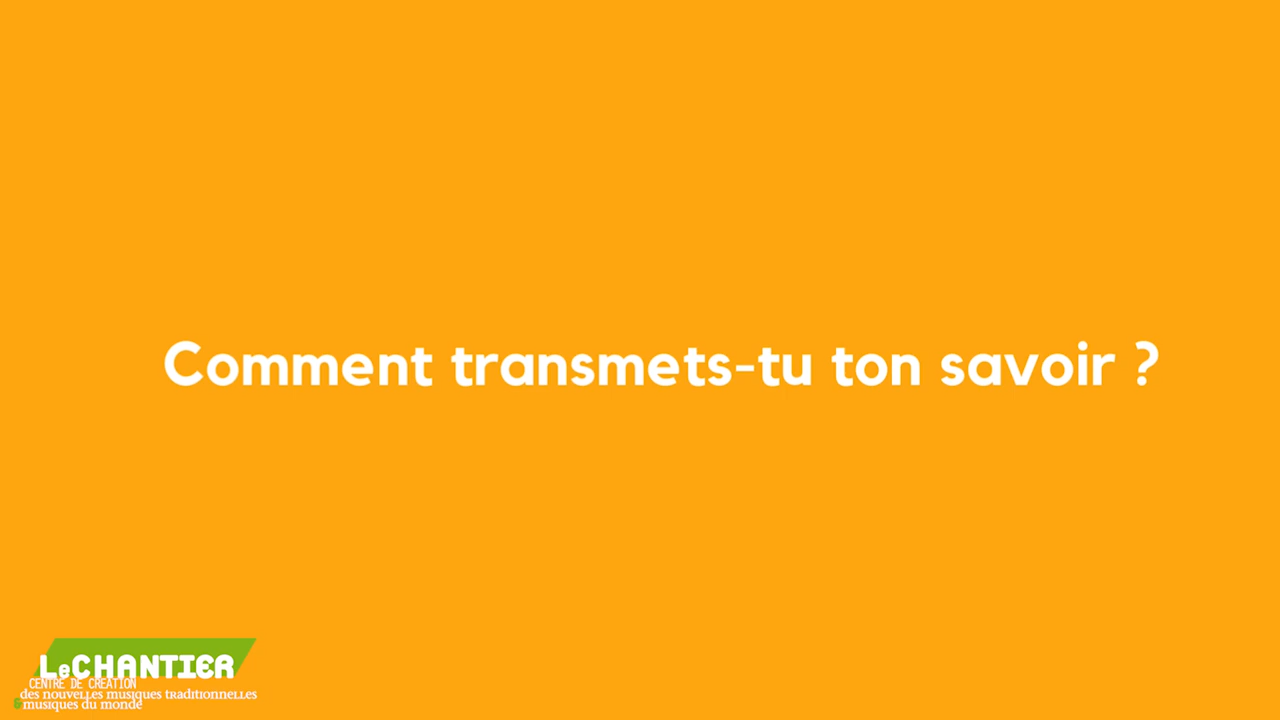 Comment transmets-tu ton savoir ?
LeCHANTIER
CENTRE DE CRÉATION
des nouvelles musiques traditionnelles
& musiques du monde